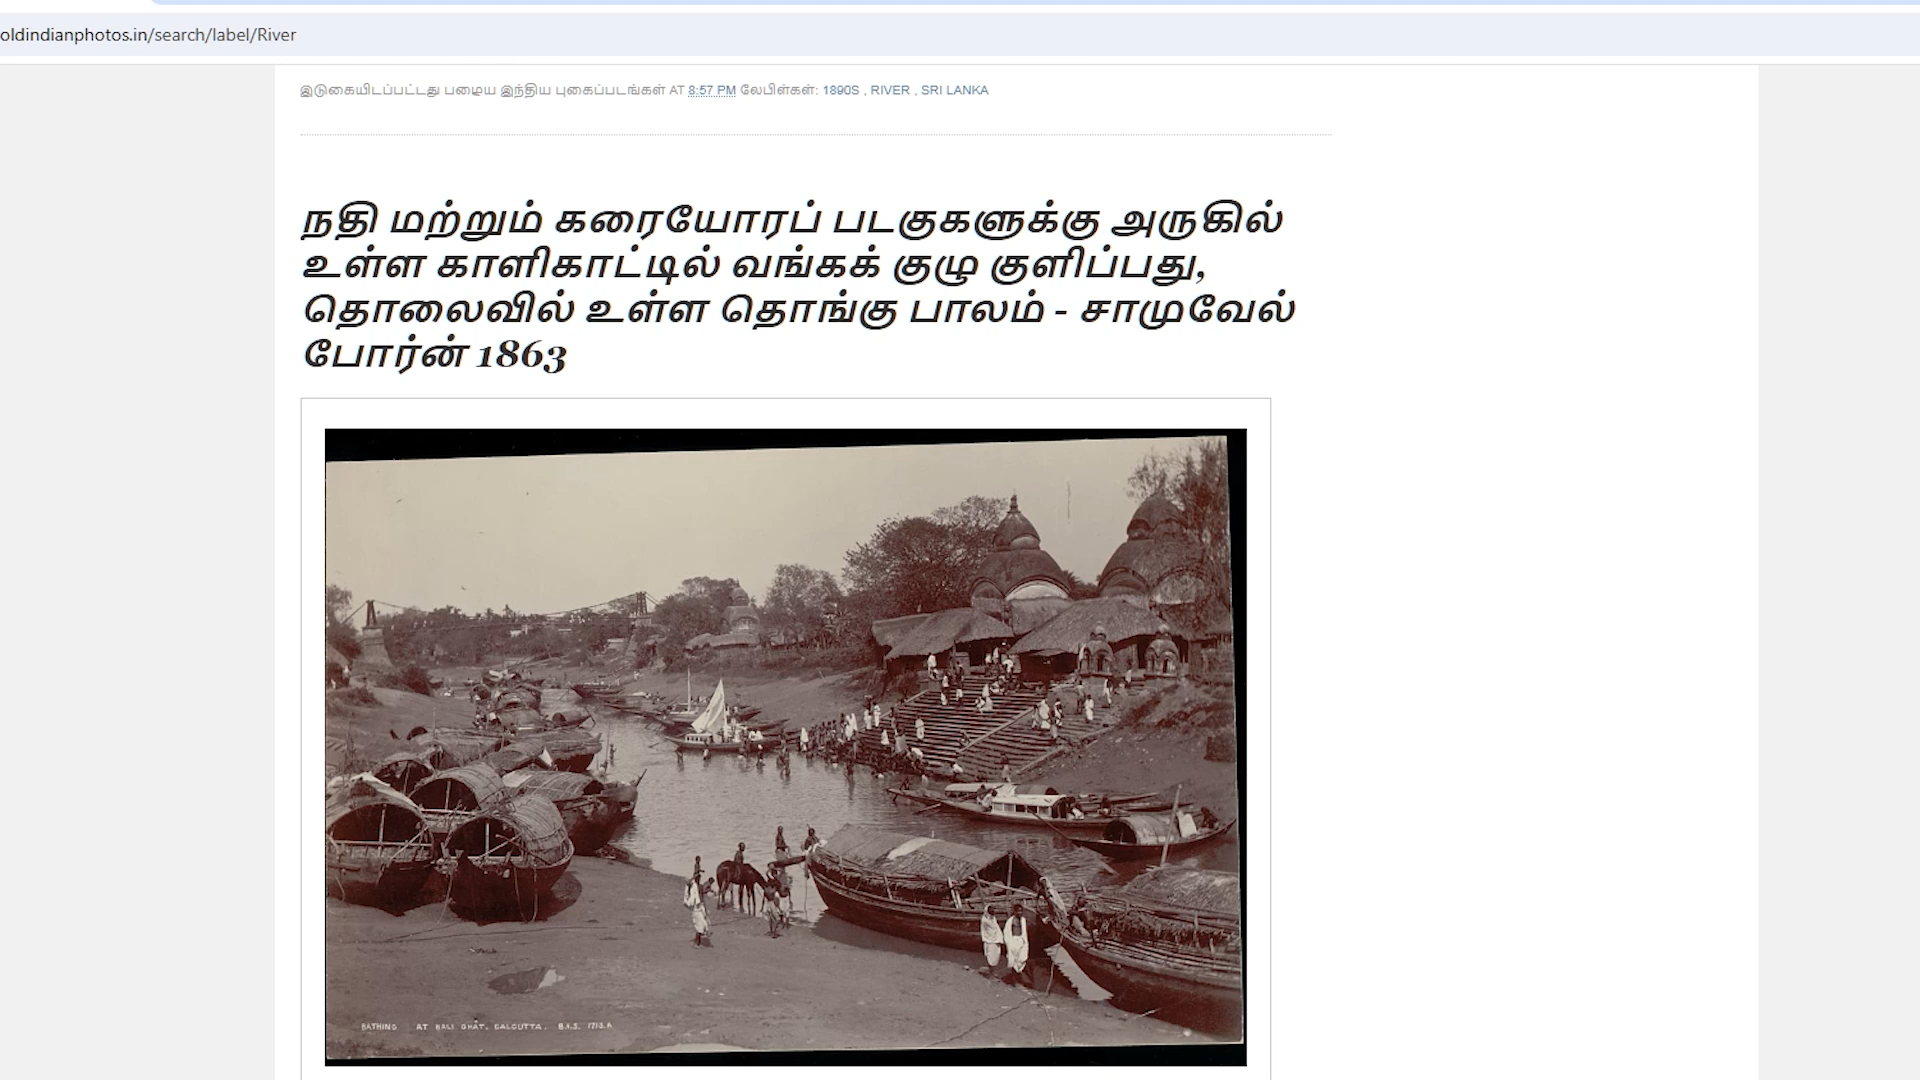 oldindianphotos.in/search/label/River
இடுகையிடப்பட்டது பழைய இந்திய புகைப்படங்கள் AT 8:57 PM லேபிள்கள்: 1890S , RIVER , SRI LANKA
நதி மற்றும் கரையோரப் படகுகளுக்கு அருகில்
உள்ள காளிகாட்டில் வங்கக் குழு குளிப்பது,
தொலைவில் உள்ள தொங்கு பாலம் - சாமுவேல்
போர்ன் 1863
BATHING AT KALI GHAT. CALCUTTA. B.&S. 1713.A